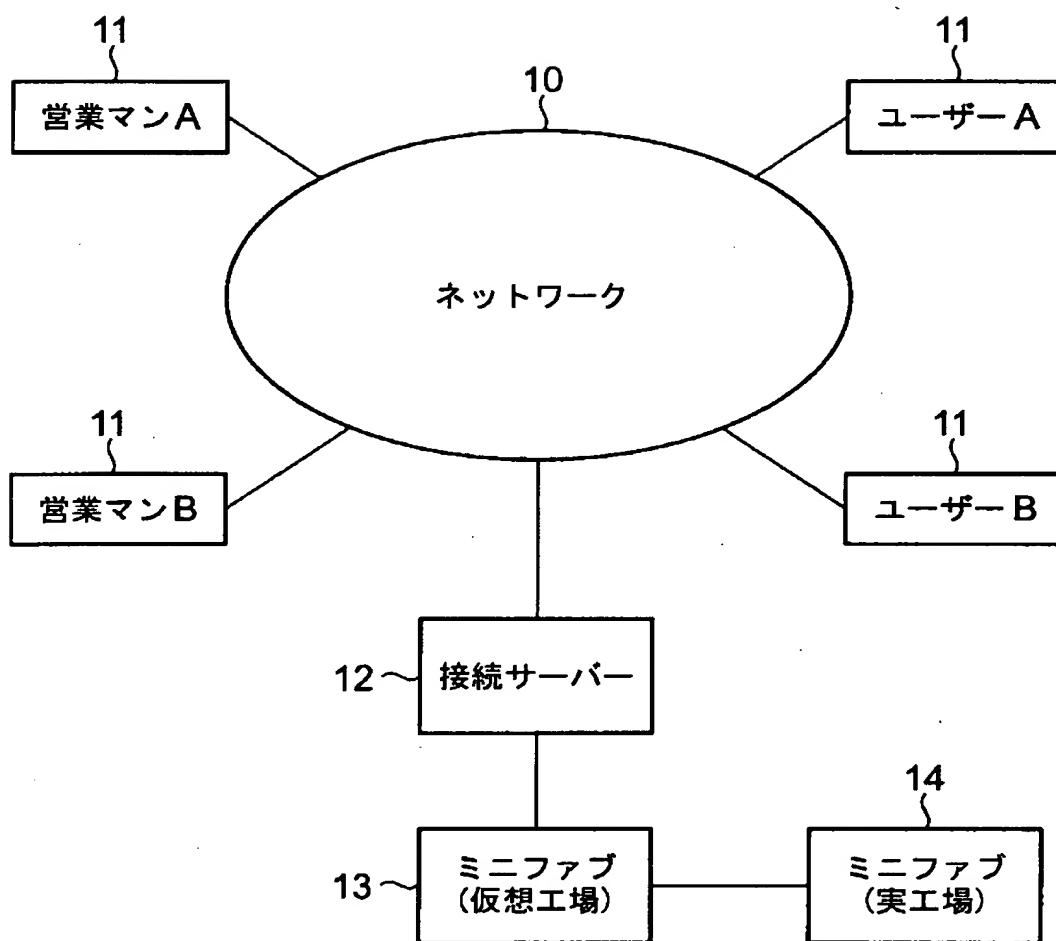 11
11
10
営業マンA
ユーザーA
ネットワーク
11
11
営業マンB
ユーザーB
12
接続サーバー
14
13
ミニファブ
(仮想工場)
ミニファブ
(実工場)